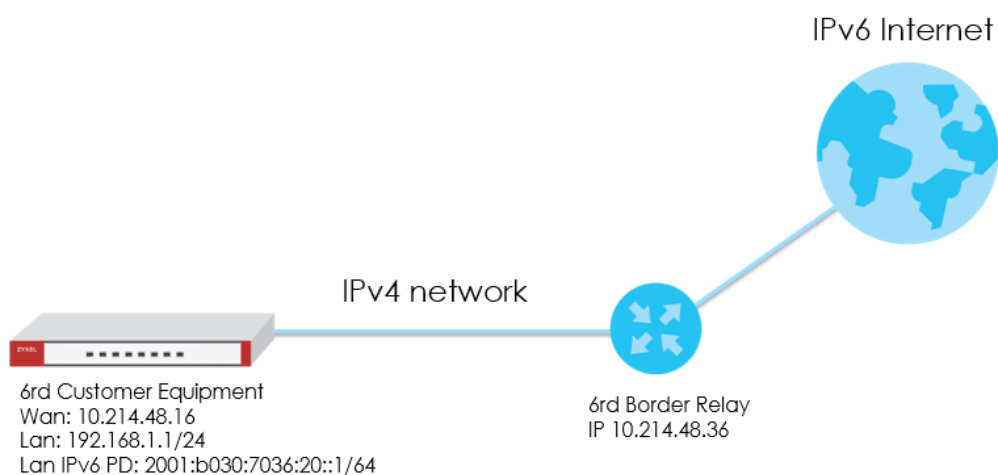 IPv6 Internet
IPv4 network
ZYXEL
6rd Customer Equipment
Wan: 10.214.48.16
Lan: 192.168.1.1/24
Lan IPv6 PD: 2001:b030:7036:20::1/64
6rd Border Relay
IP 10.214.48.36